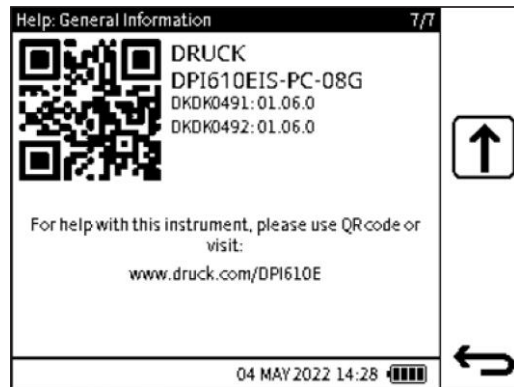 Help: General Information 7/7
DRUCK
DPI610EIS-PC-08G
DKDK0491: 01.06.0
DKDK0492: 01.06.0
For help with this instrument, please use QR code or
visit:
www.druck.com/DPI610E
04 MAY 2022 14:28